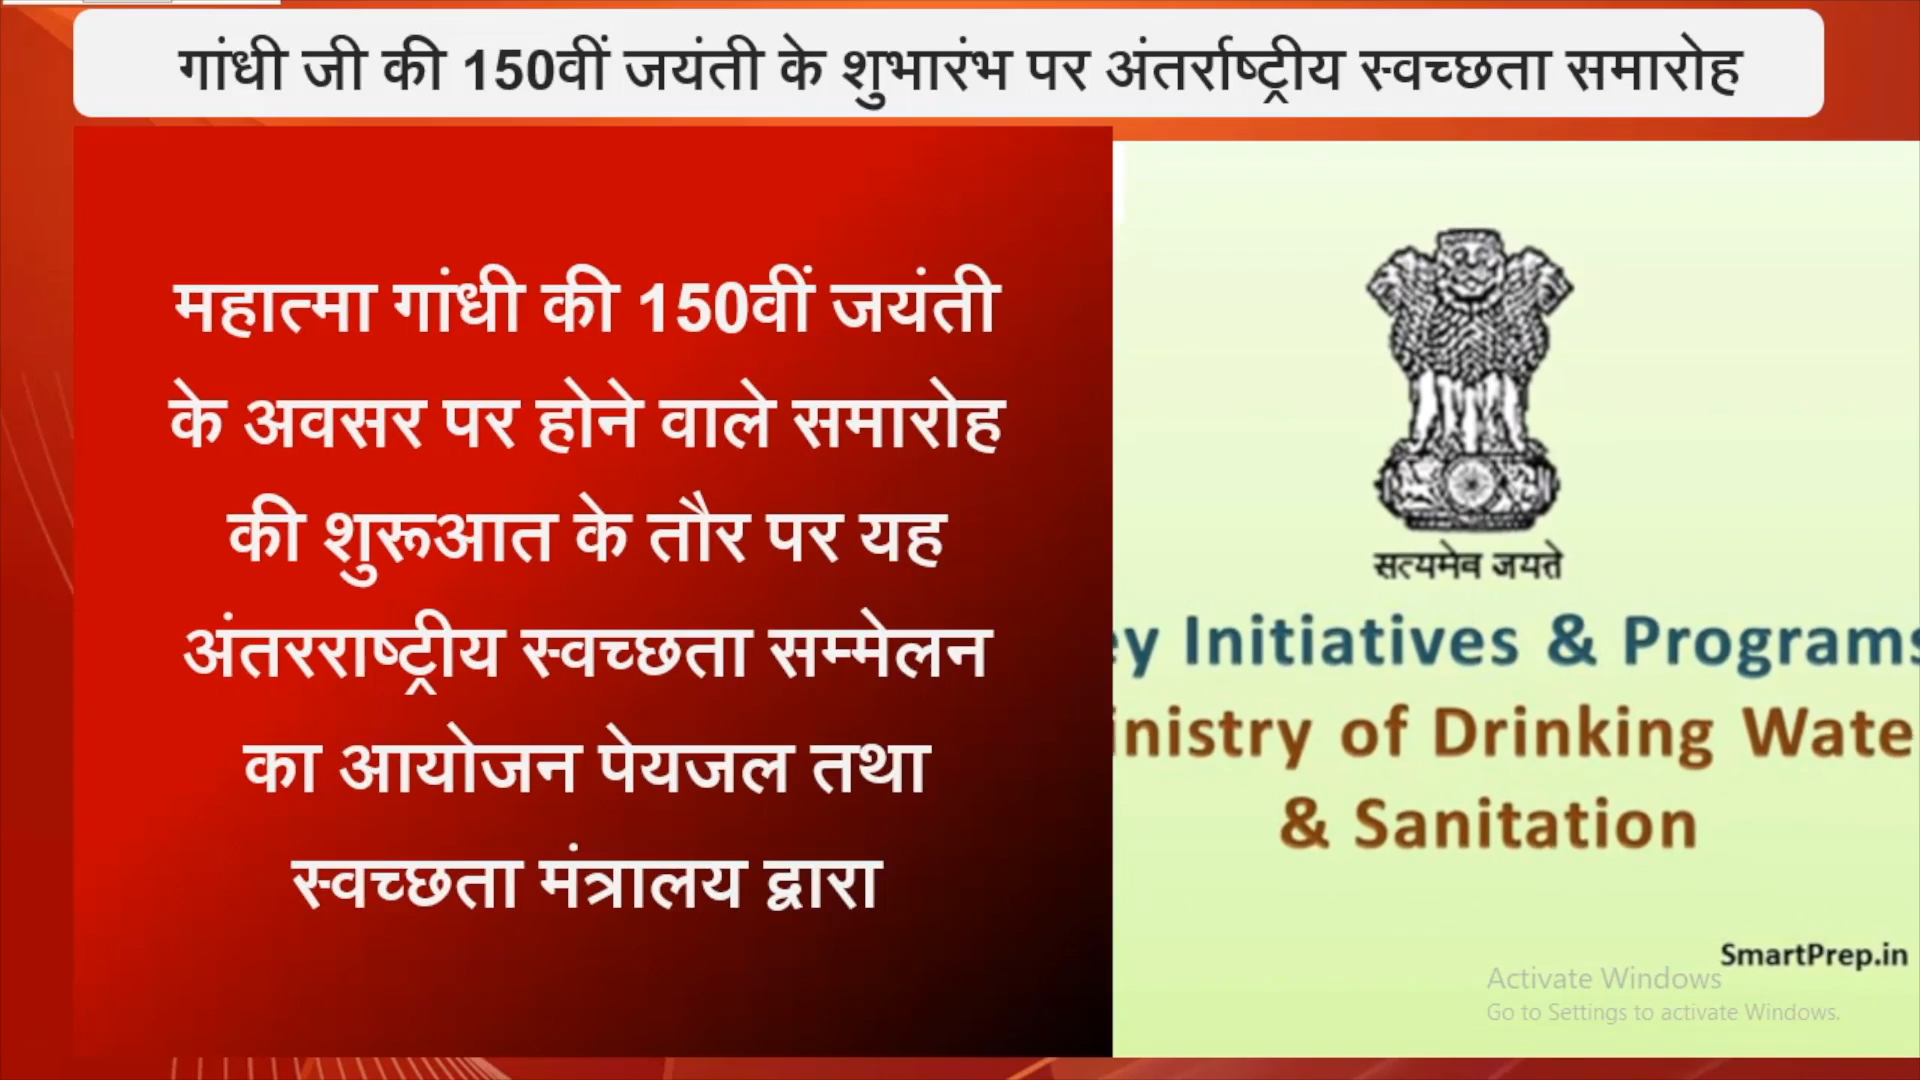 गांधी जी की 150वीं जयंती के शुभारंभ पर अंतर्राष्ट्रीय स्वच्छता समारोह
महात्मा गांधी की 150वीं जयंती
के अवसर पर होने वाले समारोह
की शुरूआत के तौर पर यह
अंतरराष्ट्रीय स्वच्छता सम्मेलन
का आयोजन पेयजल तथा
स्वच्छता मंत्रालय द्वारा
सत्यमेव जयते
ey Initiatives & Programs
inistry of Drinking Wate
& Sanitation
SmartPrep.in
Activate Windows
Go to Settings to activate Windows.